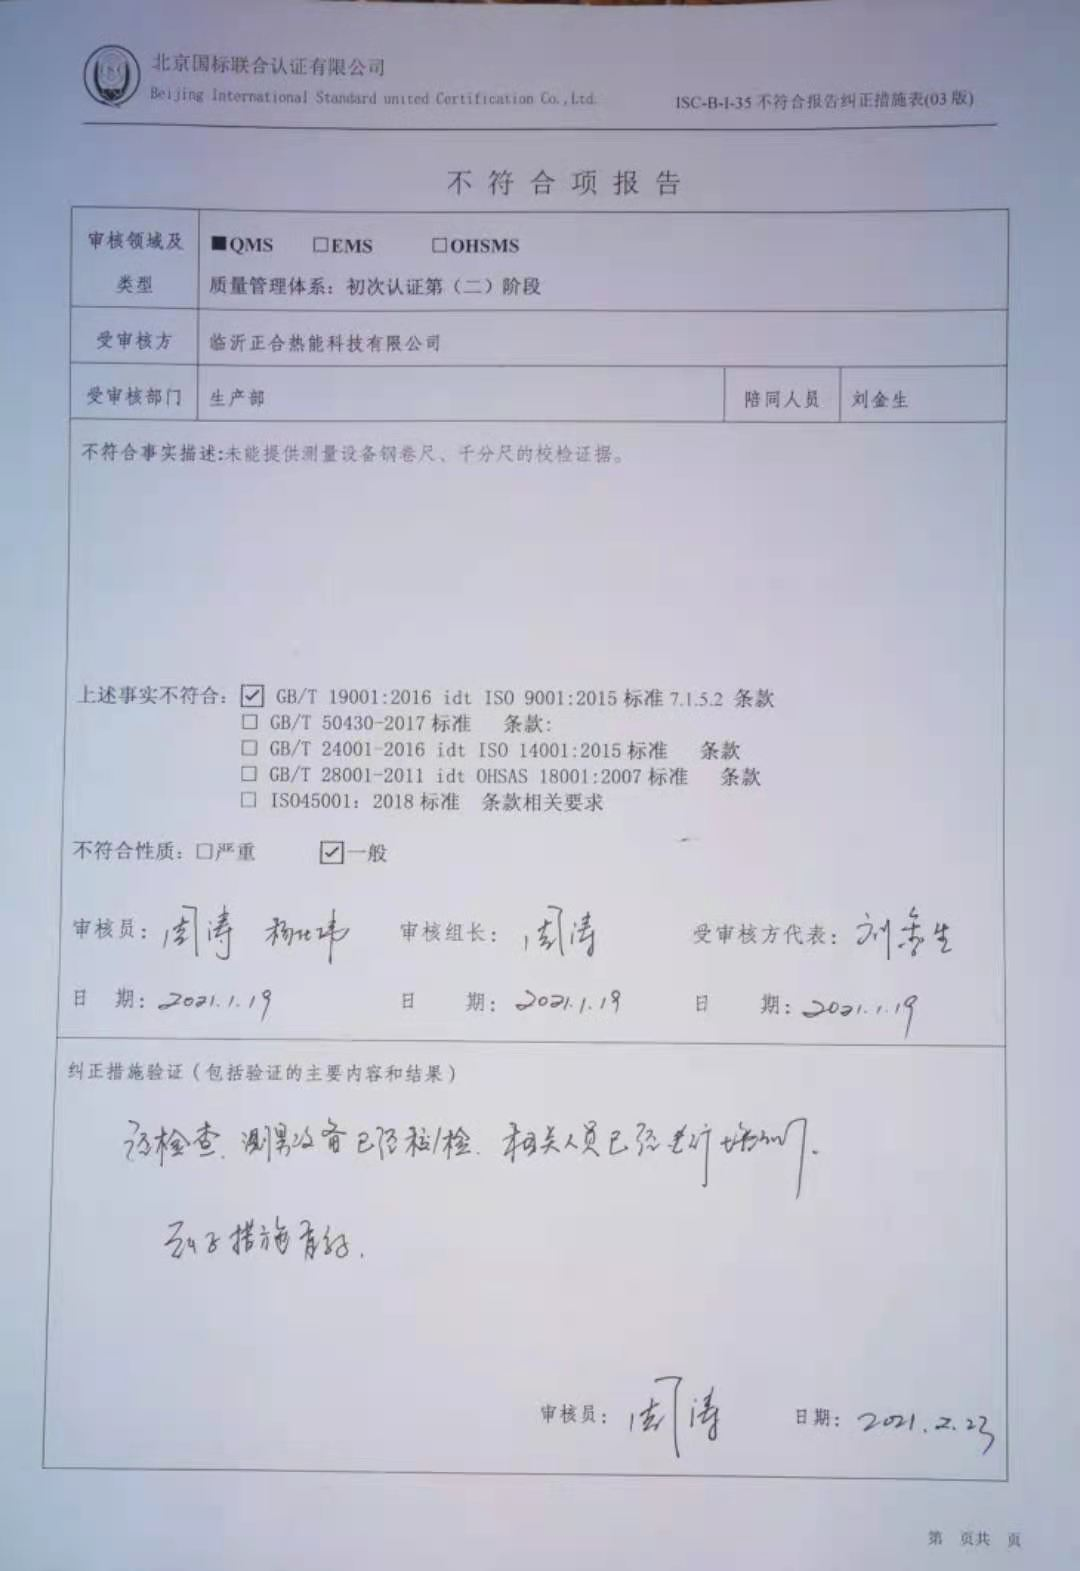 北京国标联合认证有限公司
Beijing International Standard united Certification Co.,Ltd.
ISC-B-I-35 不符合报告纠正措施表(03 版)
不符合项报告
审核领域及类型
■QMS □EMS □OHSMS
质量管理体系：初次认证第（二）阶段
受审核方 临沂正合热能科技有限公司
受审核部门 生产部 陪同人员 刘金生
不符合事实描述:未能提供测量设备钢卷尺、千分尺的校检证据。
上述事实不符合：☑ GB/T 19001:2016 idt ISO 9001:2015 标准 7.1.5.2 条款
□ GB/T 50430-2017 标准 条款:
□ GB/T 24001-2016 idt ISO 14001:2015 标准 条款
□ GB/T 28001-2011 idt OHSAS 18001:2007 标准 条款
□ ISO45001：2018 标准 条款相关要求
不符合性质：□严重 ☑一般
审核员：周涛 审核组长：周涛 受审核方代表：刘金生
日 期：2021.1.19 日 期：2021.1.19 日 期：2021.1.19
纠正措施验证（包括验证的主要内容和结果）
经检查，测量设备已经校检，相关人员已经进行培训。
纠正措施有效。
审核员：周涛 日期：2021.2.23
第 页共 页